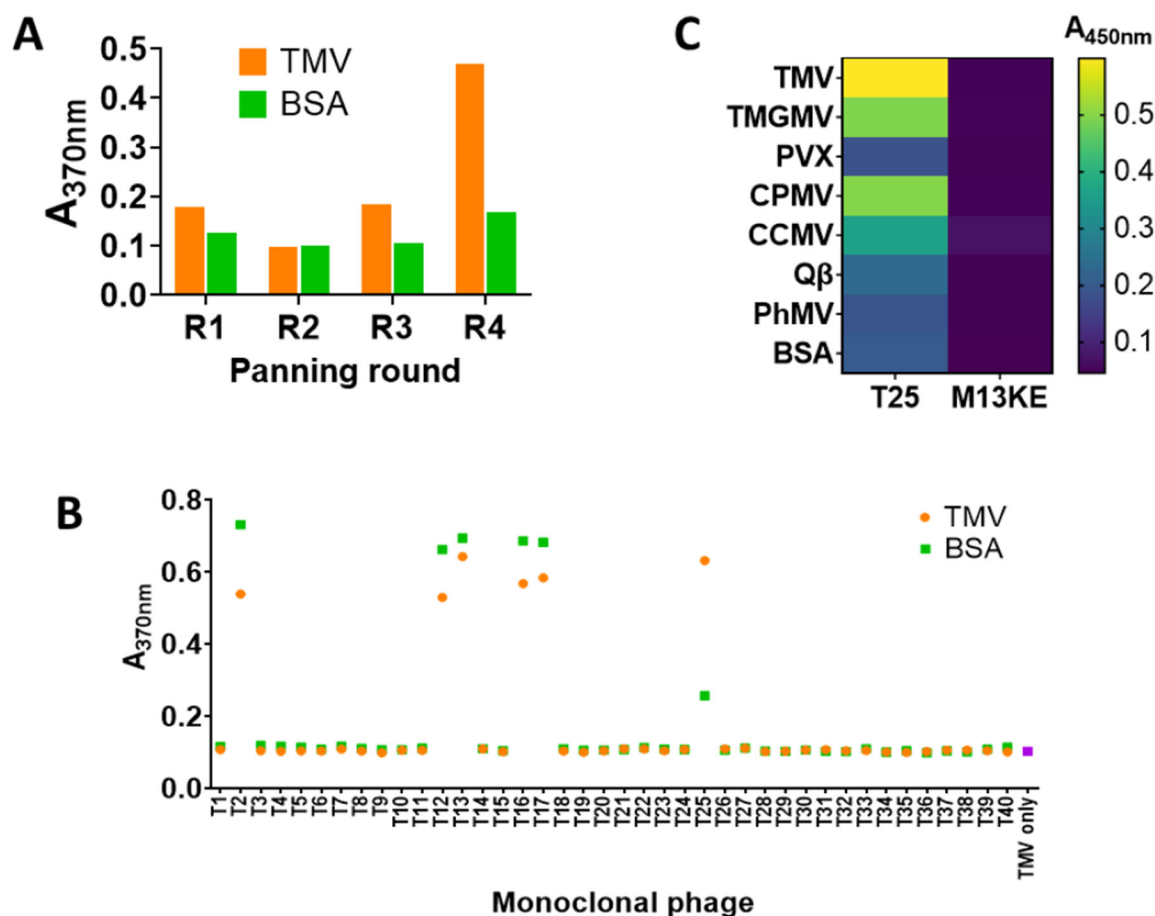 A
A370nm
0.5
0.4
0.3
0.2
0.1
0.0
TMV
BSA
R1 R2 R3 R4
Panning round
C
A450nm
TMV
TMGMV
PVX
CPMV
CCMV
Qβ
PhMV
BSA
T25 M13KE
0.5
0.4
0.3
0.2
0.1
B
A370nm
0.8
0.6
0.4
0.2
0.0
TMV
BSA
T1 T2 T3 T4 T5 T6 T7 T8 T9 T10 T11 T12 T13 T14 T15 T16 T17 T18 T19 T20 T21 T22 T23 T24 T25 T26 T27 T28 T29 T30 T31 T32 T33 T34 T35 T36 T37 T38 T39 T40 TMV only
Monoclonal phage